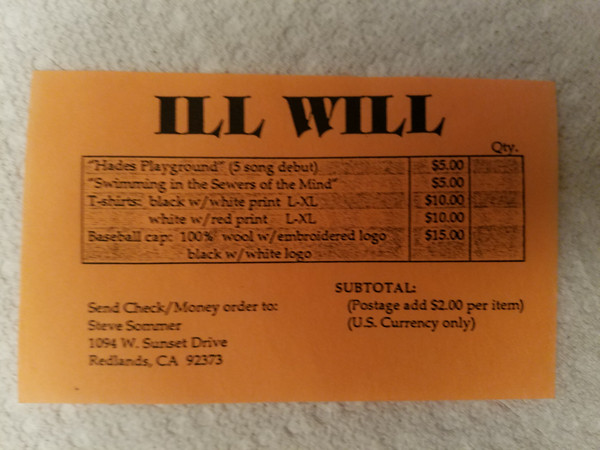 ILL WILL
Qty.
"Hades Playground" (5 song debut) $5.00
"Swimming in the Sewers of the Mind" $5.00
T-shirts: black w/white print L-XL $10.00
white w/red print L-XL $10.00
Baseball cap: 100% wool w/embroidered logo $15.00
black w/white logo
SUBTOTAL:
(Postage add $2.00 per item)
(U.S. Currency only)
Send Check/Money order to:
Steve Sommer
1094 W. Sunset Drive
Redlands, CA 92373